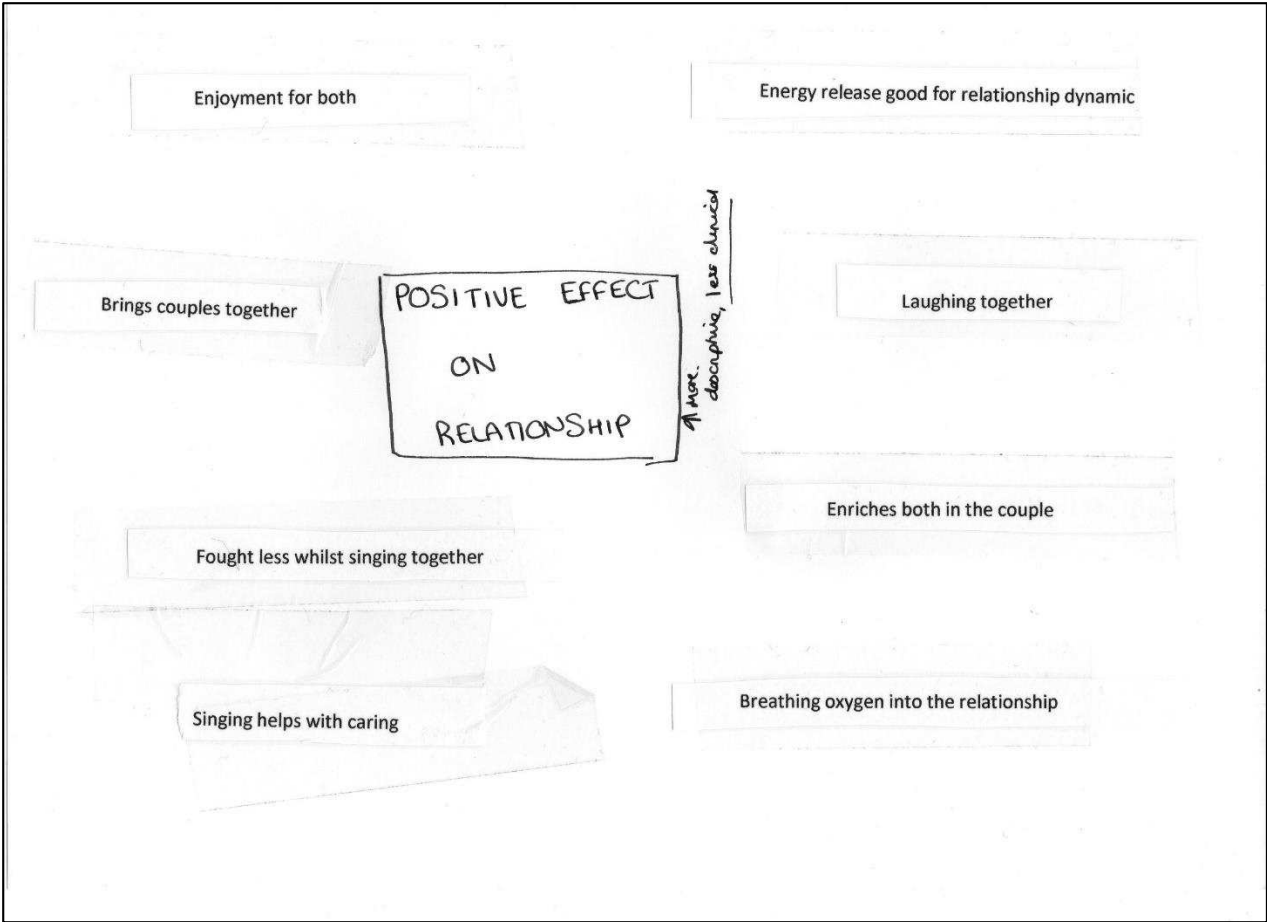 Enjoyment for both
Energy release good for relationship dynamic
Brings couples together
POSITIVE EFFECT
ON
RELATIONSHIP
More.
descriptive, less clinical
Laughing together
Enriches both in the couple
Fought less whilst singing together
Singing helps with caring
Breathing oxygen into the relationship